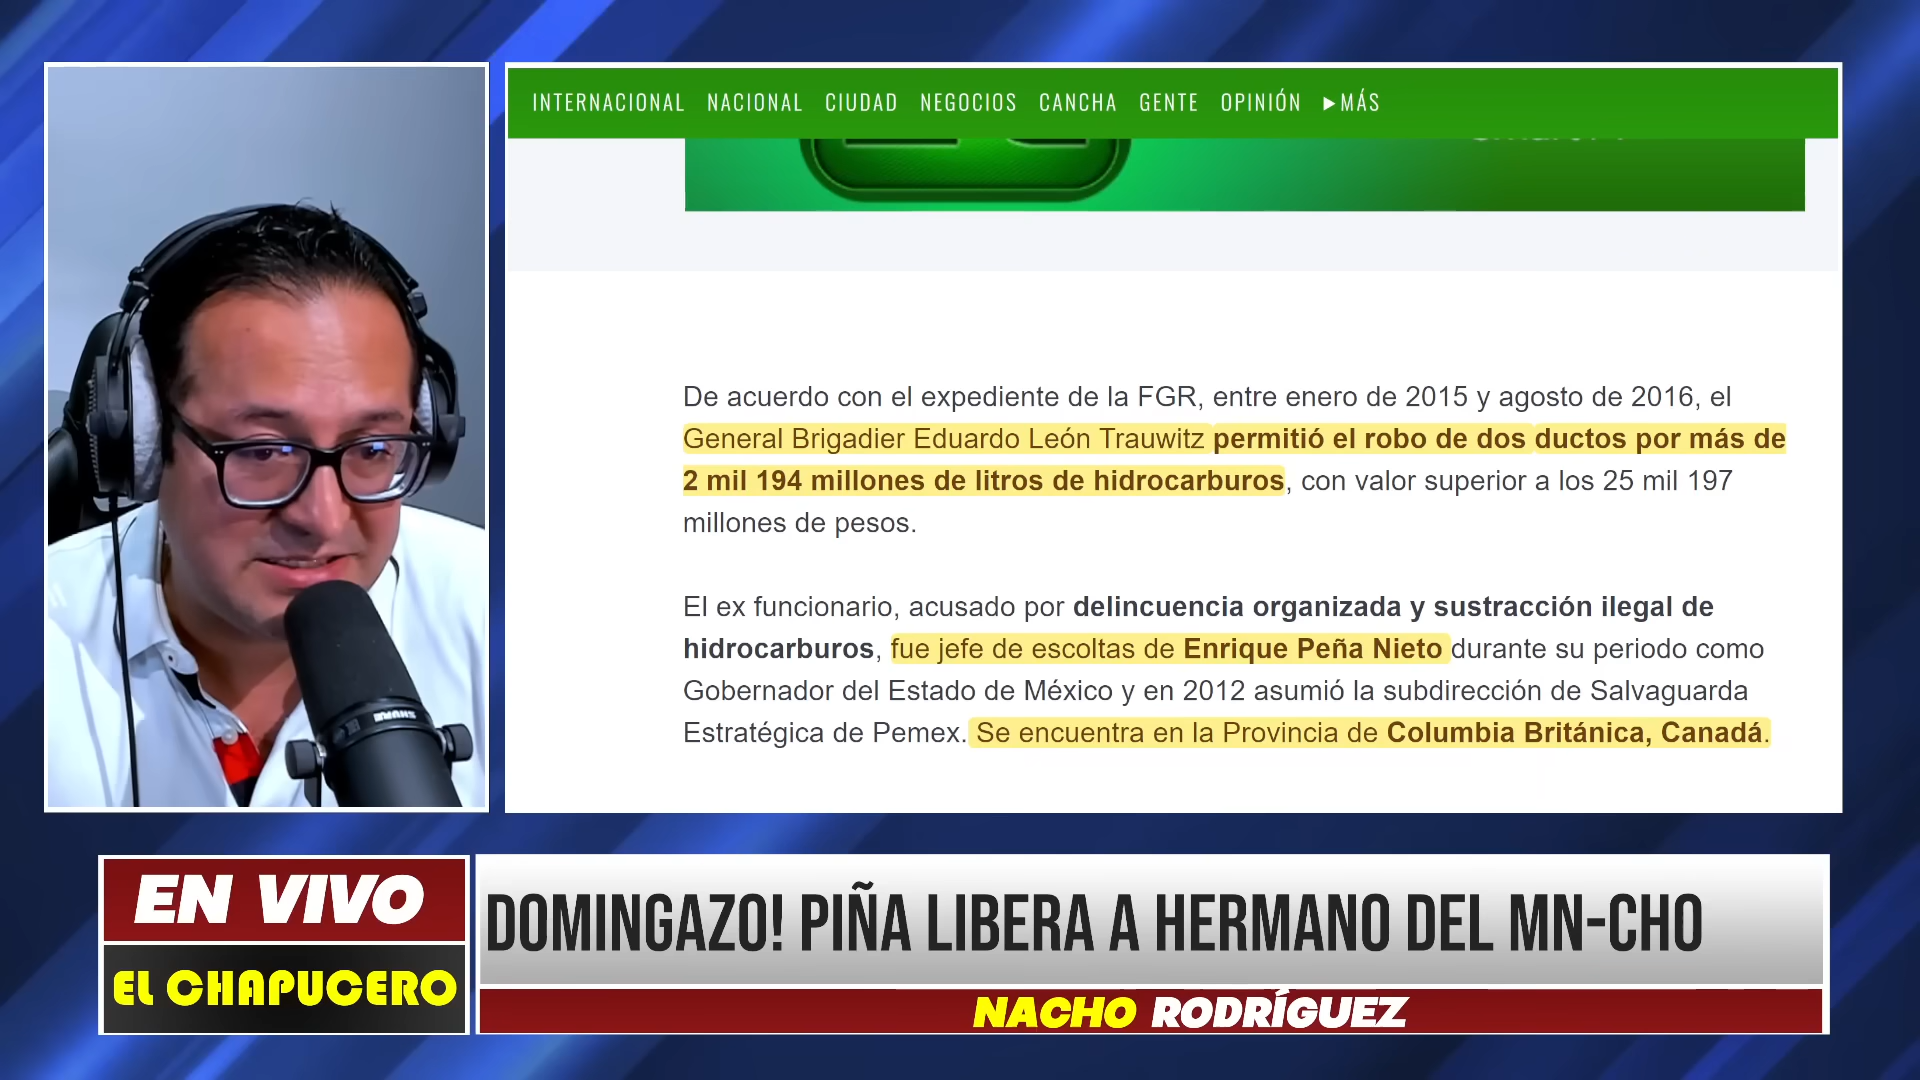 INTERNACIONAL NACIONAL CIUDAD NEGOCIOS CANCHA GENTE OPINIÓN ▶MÁS
De acuerdo con el expediente de la FGR, entre enero de 2015 y agosto de 2016, el
General Brigadier Eduardo León Trauwitz permitió el robo de dos ductos por más de
2 mil 194 millones de litros de hidrocarburos, con valor superior a los 25 mil 197
millones de pesos.
El ex funcionario, acusado por delincuencia organizada y sustracción ilegal de
hidrocarburos, fue jefe de escoltas de Enrique Peña Nieto durante su periodo como
Gobernador del Estado de México y en 2012 asumió la subdirección de Salvaguarda
Estratégica de Pemex. Se encuentra en la Provincia de Columbia Británica, Canadá.
SHURE
EN VIVO
EL CHAPUCERO
DOMINGAZO! PIÑA LIBERA A HERMANO DEL MN-CHO
NACHO RODRÍGUEZ